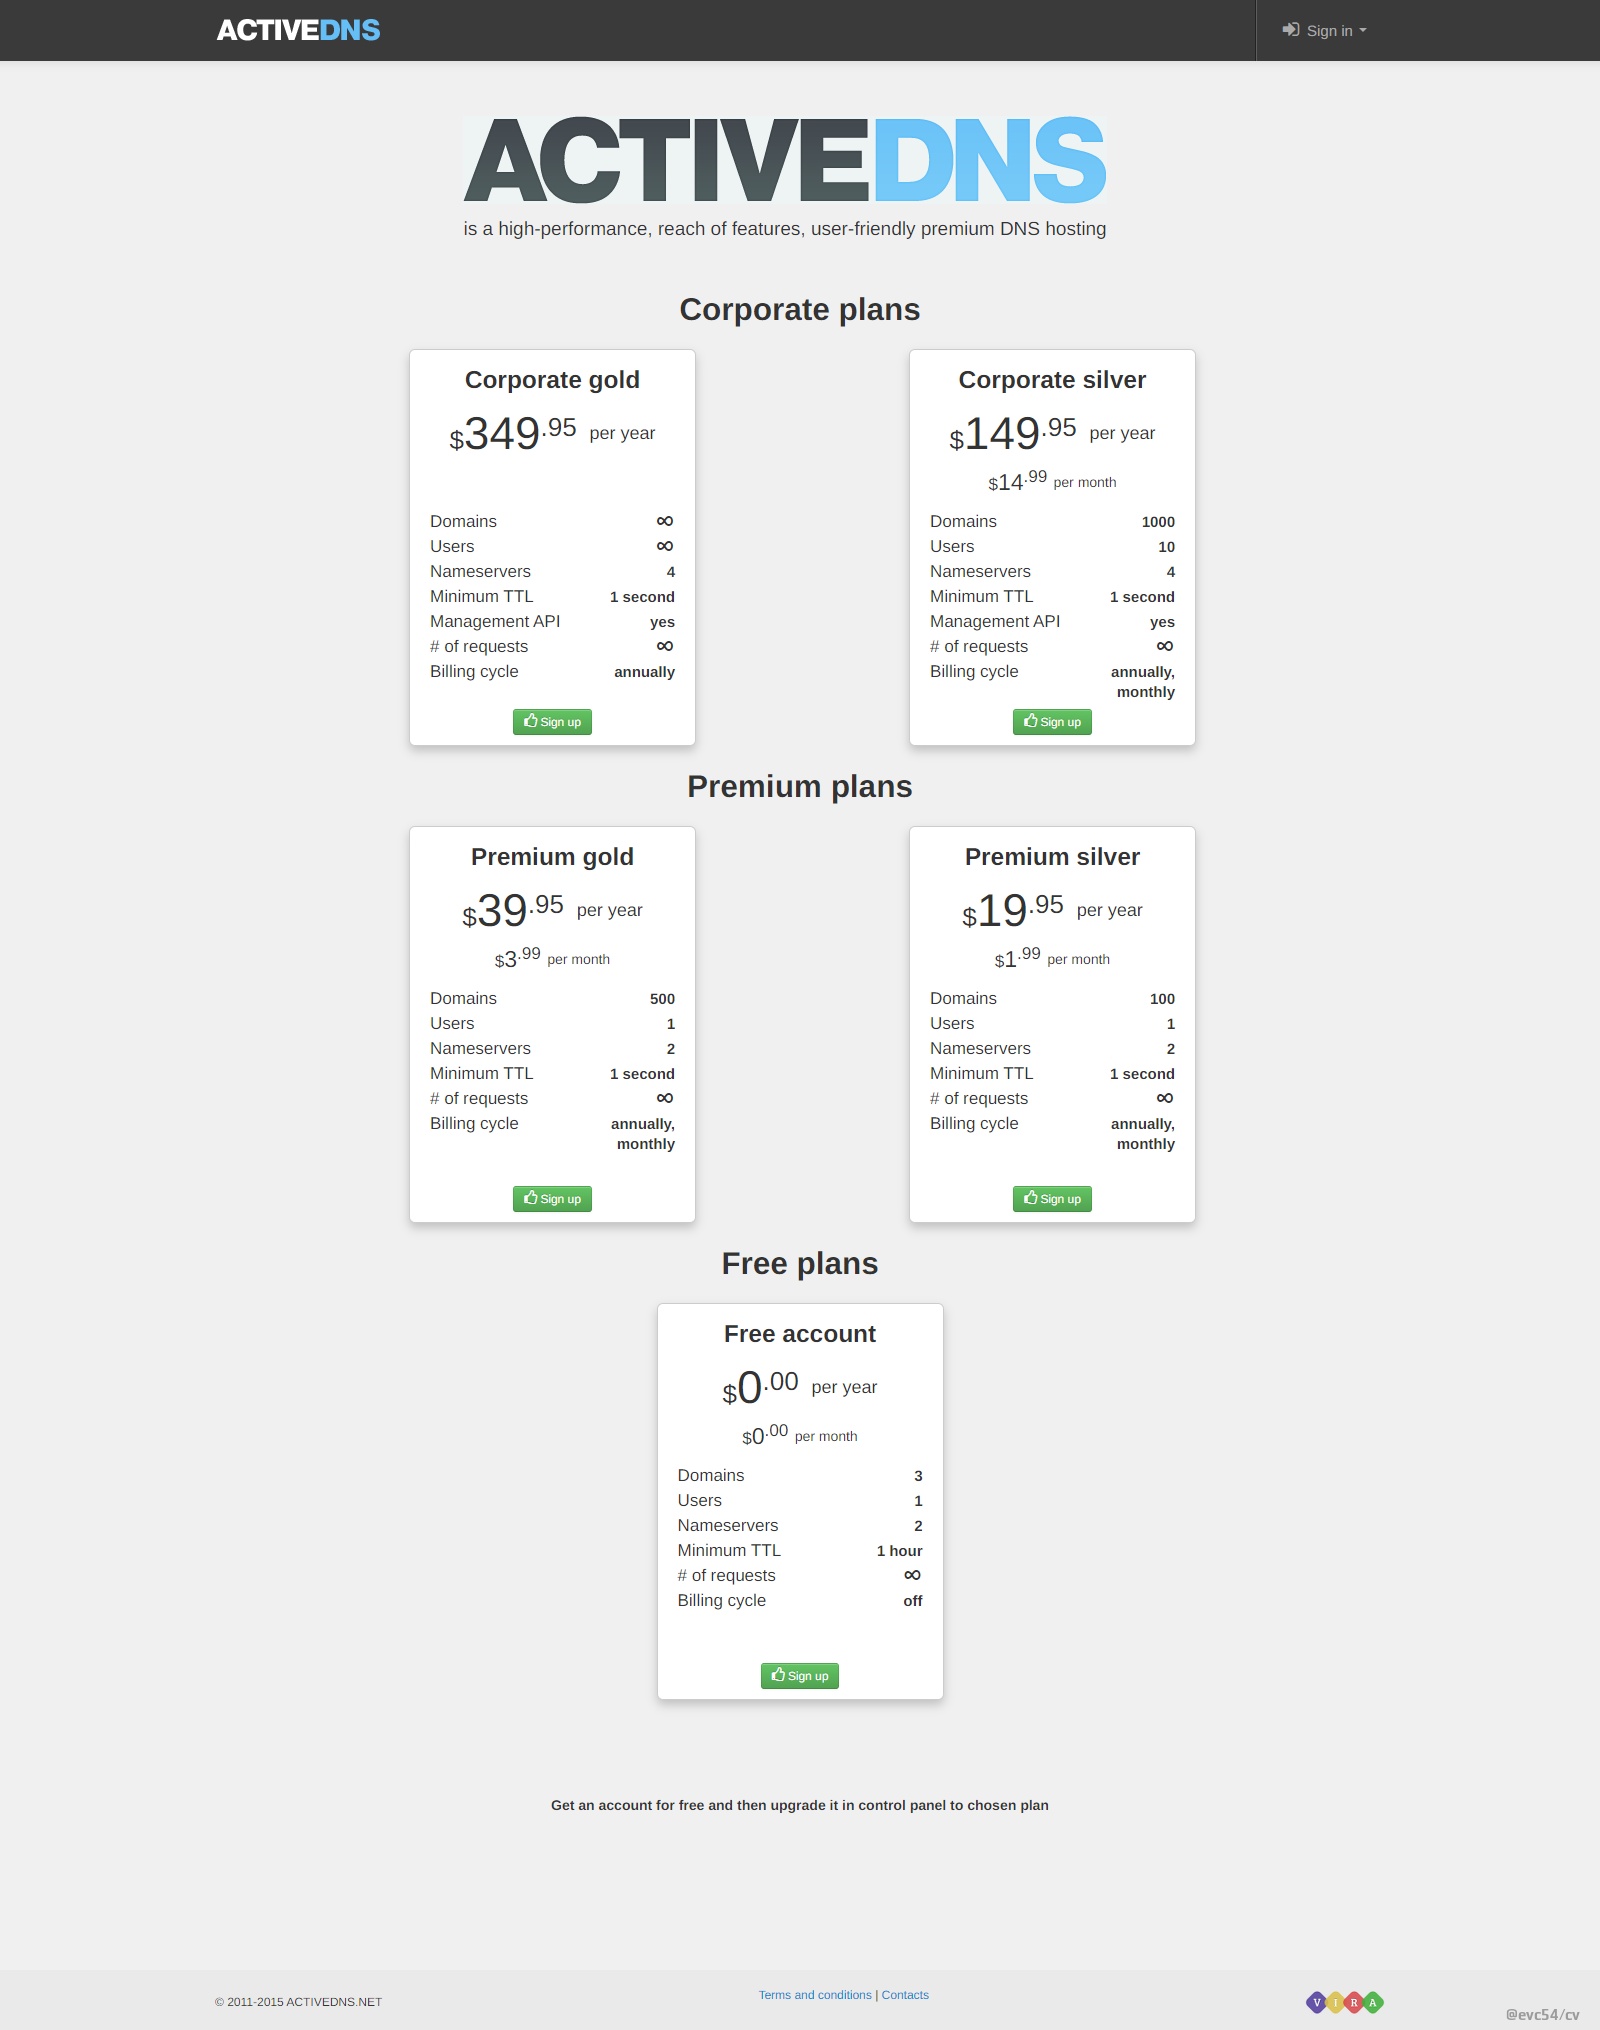 ACTIVEDNS
Sign in
ACTIVEDNS
is a high-performance, reach of features, user-friendly premium DNS hosting
Corporate plans
Corporate gold
$349.95 per year
Domains ∞
Users ∞
Nameservers 4
Minimum TTL 1 second
Management API yes
# of requests ∞
Billing cycle annually
Sign up
Corporate silver
$149.95 per year
$14.99 per month
Domains 1000
Users 10
Nameservers 4
Minimum TTL 1 second
Management API yes
# of requests ∞
Billing cycle annually,
monthly
Sign up
Premium plans
Premium gold
$39.95 per year
$3.99 per month
Domains 500
Users 1
Nameservers 2
Minimum TTL 1 second
# of requests ∞
Billing cycle annually,
monthly
Sign up
Premium silver
$19.95 per year
$1.99 per month
Domains 100
Users 1
Nameservers 2
Minimum TTL 1 second
# of requests ∞
Billing cycle annually,
monthly
Sign up
Free plans
Free account
$0.00 per year
$0.00 per month
Domains 3
Users 1
Nameservers 2
Minimum TTL 1 hour
# of requests ∞
Billing cycle off
Sign up
Get an account for free and then upgrade it in control panel to chosen plan
© 2011-2015 ACTIVEDNS.NET
Terms and conditions | Contacts
VIRA
@evc54/cv